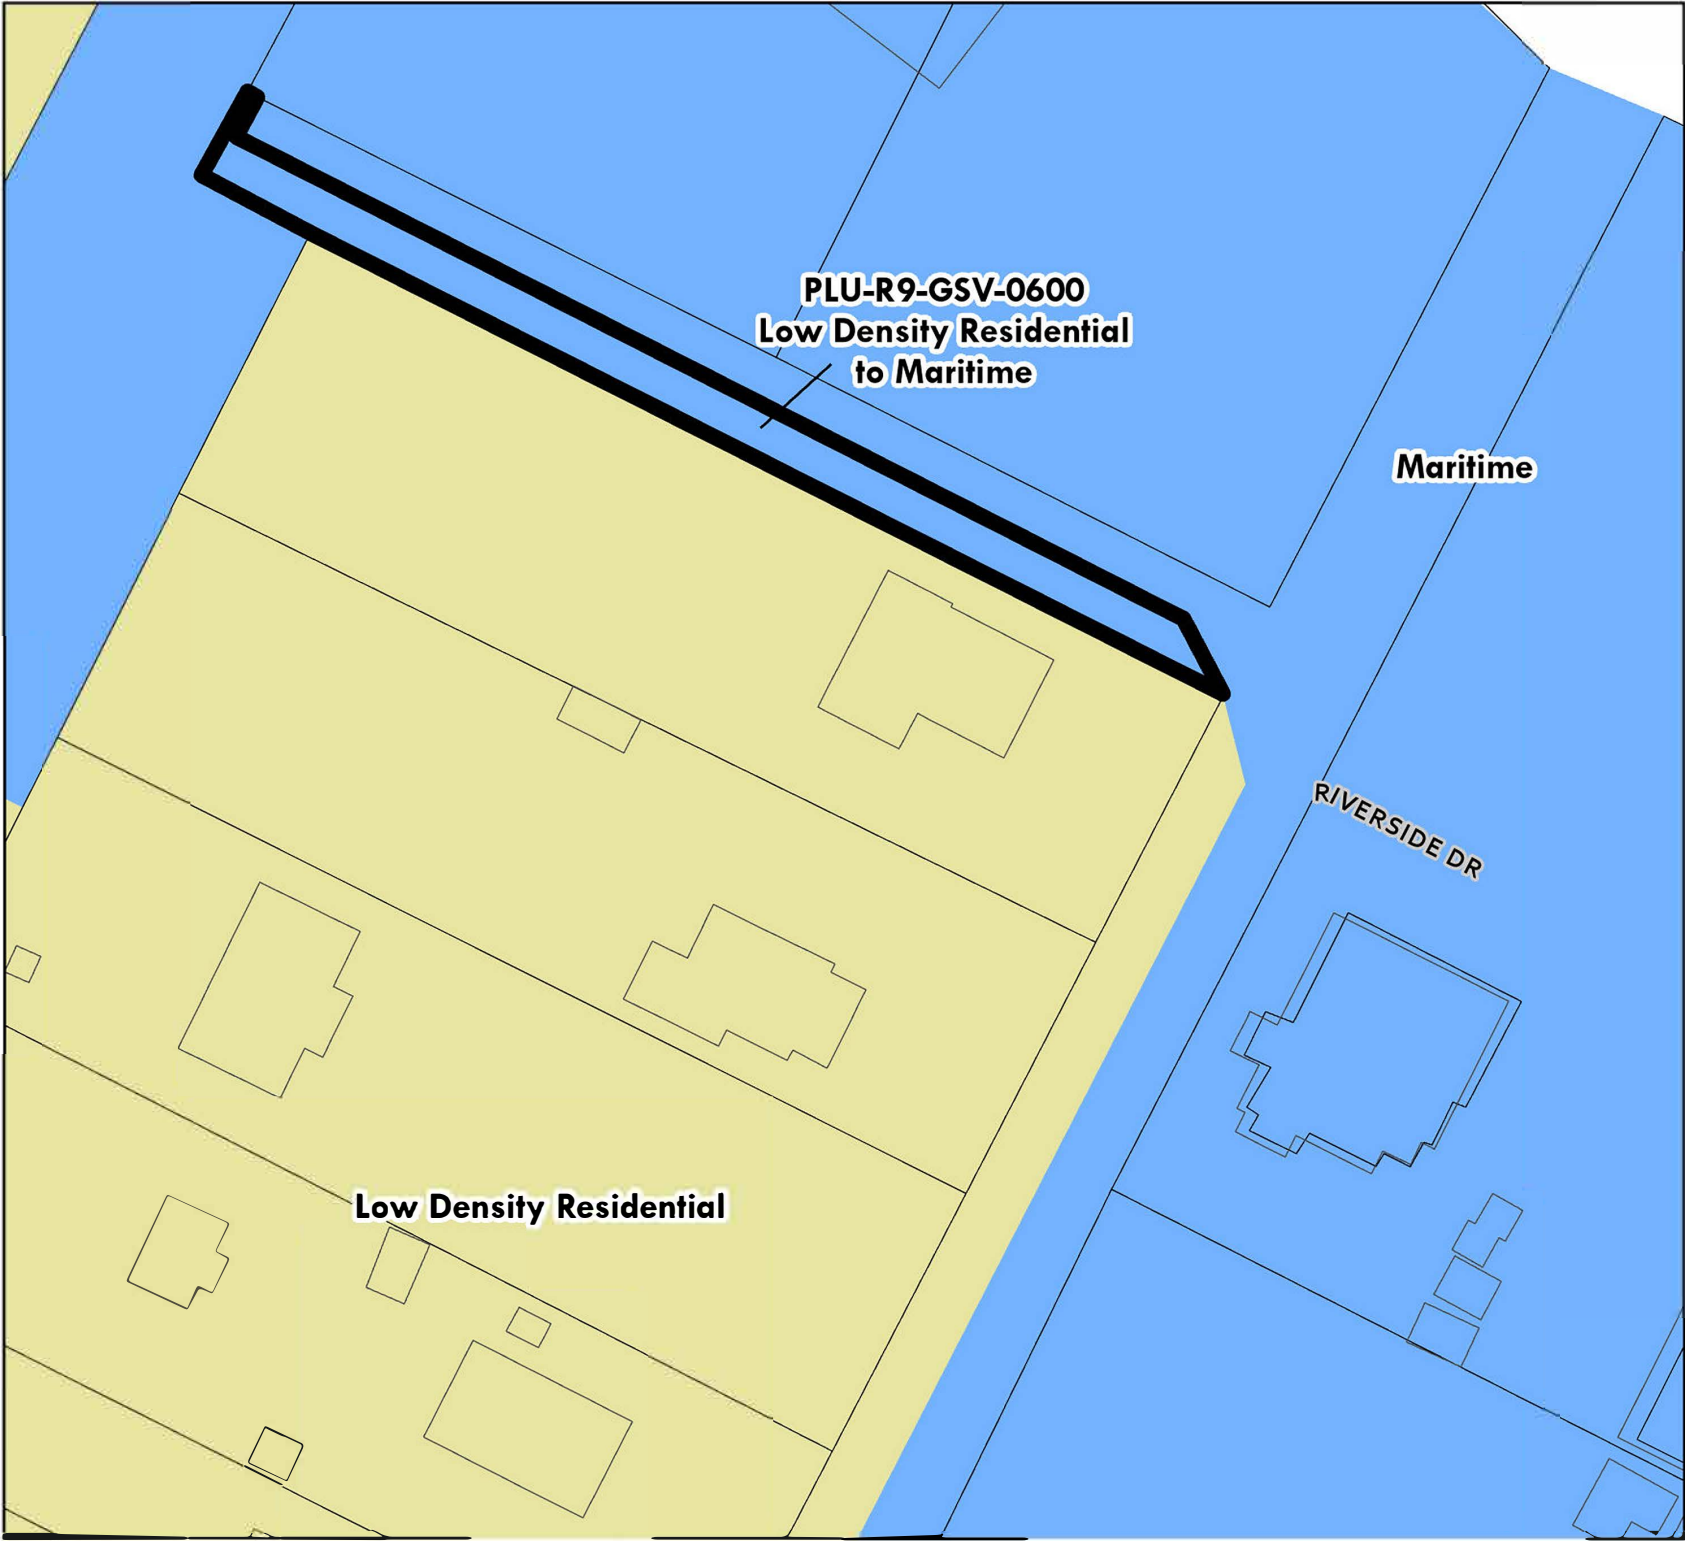 PLU-R9-GSV-0600
Low Density Residential
to Maritime
Maritime
RIVERSIDE DR
Low Density Residential